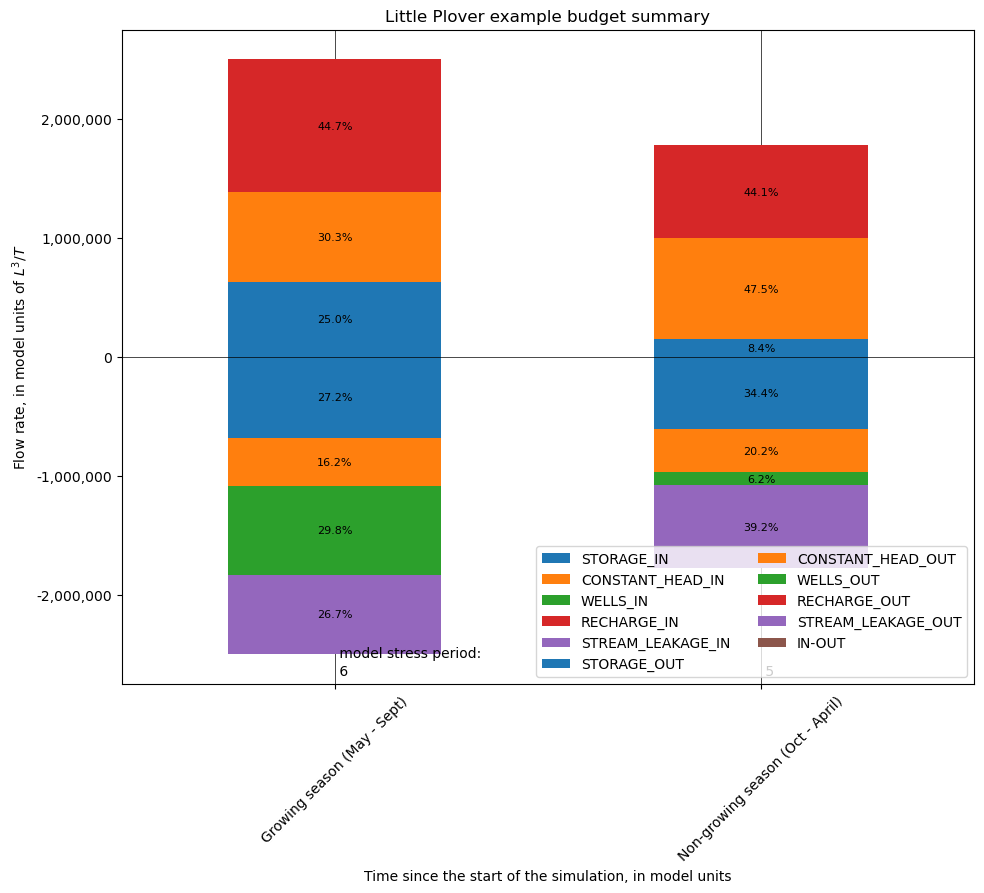 Little Plover example budget summary
Flow rate, in model units of L³/T
2,000,000
1,000,000
0
-1,000,000
-2,000,000
44.7%
30.3%
25.0%
27.2%
16.2%
29.8%
26.7%
44.1%
47.5%
8.4%
34.4%
20.2%
6.2%
39.2%
model stress period:
6
5
STORAGE_IN
CONSTANT_HEAD_IN
WELLS_IN
RECHARGE_IN
STREAM_LEAKAGE_IN
STORAGE_OUT
CONSTANT_HEAD_OUT
WELLS_OUT
RECHARGE_OUT
STREAM_LEAKAGE_OUT
IN-OUT
Growing season (May - Sept)
Non-growing season (Oct - April)
Time since the start of the simulation, in model units